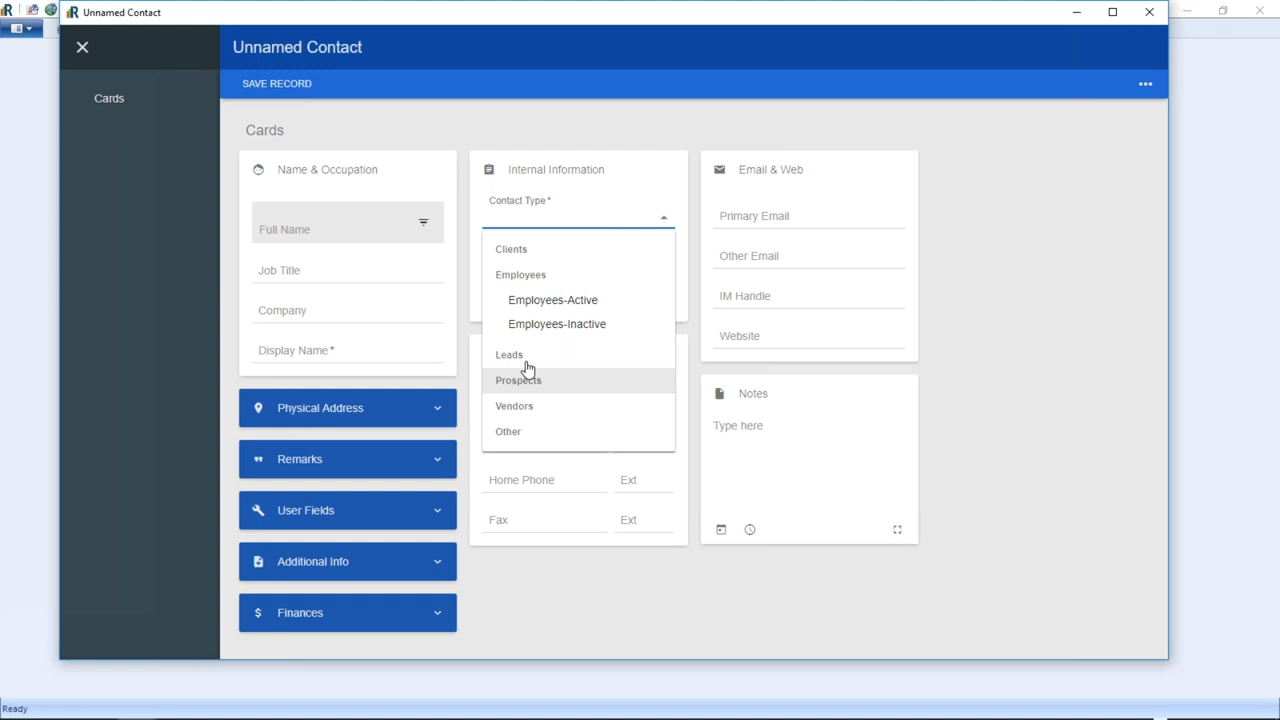 Unnamed Contact
Unnamed Contact
SAVE RECORD
Cards
Cards
Name & Occupation
Full Name
Job Title
Company
Display Name*
Physical Address
Remarks
User Fields
Additional Info
$ Finances
Internal Information
Contact Type*
Clients
Employees
Employees-Active
Employees-Inactive
Leads
Prospects
Vendors
Other
Home Phone Ext
Fax Ext
Email & Web
Primary Email
Other Email
IM Handle
Website
Notes
Type here
Ready